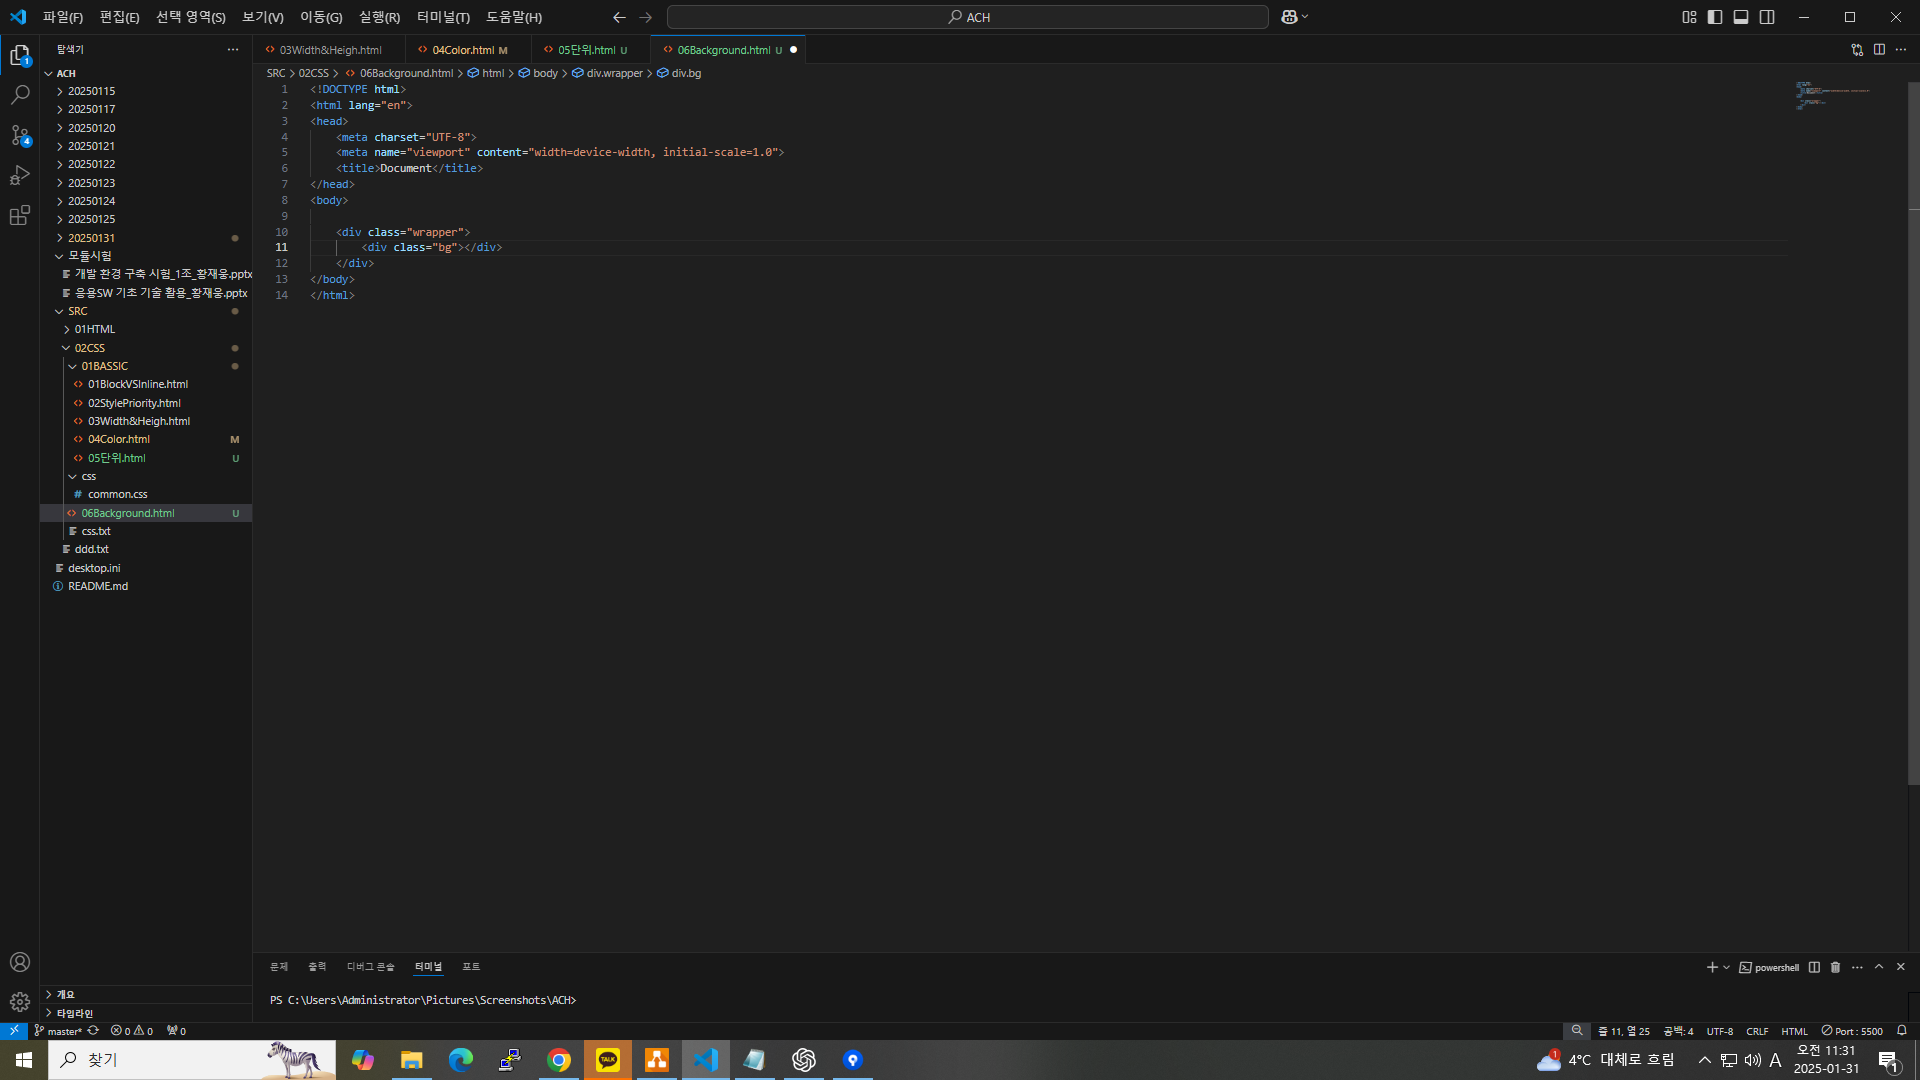 파일(F) 편집(E) 선택 영역(S) 보기(V) 이동(G) 실행(R) 터미널(T) 도움말(H) ACH
탐색기
ACH
20250115
20250117
20250120
20250121
20250122
20250123
20250124
20250125
20250131
모듈시험
개발 환경 구축 시험_1조_황재웅.pptx
응용SW 기초 기술 활용_황재웅.pptx
SRC
01HTML
02CSS
01BASSIC
01BlockVSInline.html
02StylePriority.html
03Width&Heigh.html
04Color.html M
05단위.html U
css
common.css
06Background.html U
css.txt
ddd.txt
desktop.ini
README.md
개요
타임라인
03Width&Heigh.html 04Color.html M 05단위.html U 06Background.html U
SRC > 02CSS > 06Background.html > html > body > div.wrapper > div.bg
1 <!DOCTYPE html>
2 <html lang="en">
3 <head>
4 <meta charset="UTF-8">
5 <meta name="viewport" content="width=device-width, initial-scale=1.0">
6 <title>Document</title>
7 </head>
8 <body>
9
10 <div class="wrapper">
11 <div class="bg"></div>
12 </div>
13 </body>
14 </html>
문제 출력 디버그 콘솔 터미널 포트 powershell
PS C:\Users\Administrator\Pictures\Screenshots\ACH>
master* 0 0 0 줄 11, 열 25 공백: 4 UTF-8 CRLF HTML Port : 5500
찾기 TALK 1 4°C 대체로 흐림 A 오전 11:31
2025-01-31 1